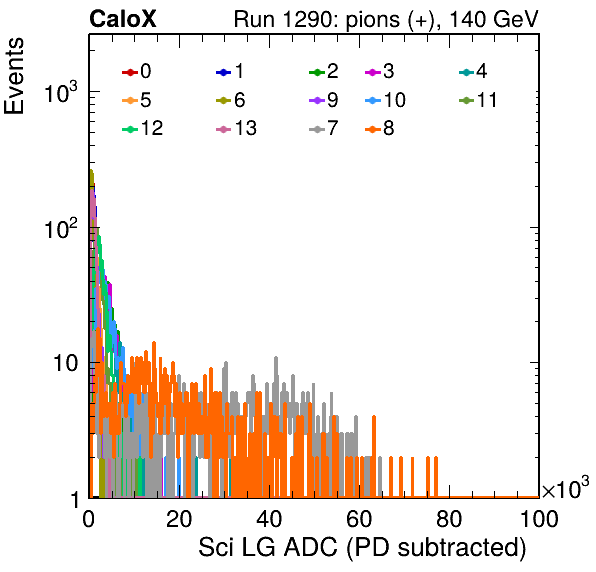 CaloX Run 1290: pions (+), 140 GeV
Events
0 1 2 3 4
5 6 9 10 11
12 13 7 8
10³
10²
10
1
0 20 40 60 80 100
×10³
Sci LG ADC (PD subtracted)